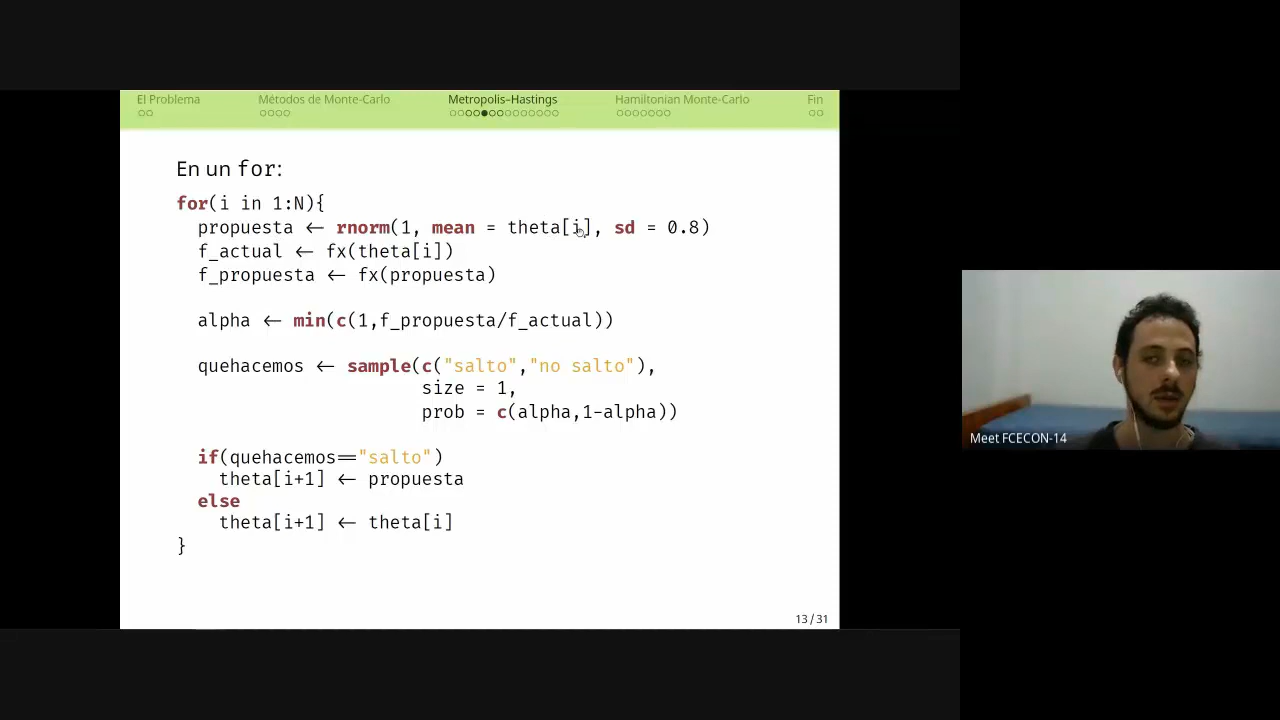 El Problema Métodos de Monte-Carlo Metropolis–Hastings Hamiltonian Monte-Carlo Fin
En un for:
for(i in 1:N){
propuesta ← rnorm(1, mean = theta[i], sd = 0.8)
f_actual ← fx(theta[i])
f_propuesta ← fx(propuesta)
alpha ← min(c(1,f_propuesta/f_actual))
quehacemos ← sample(c("salto","no salto"),
size = 1,
prob = c(alpha,1-alpha))
if(quehacemos=="salto")
theta[i+1] ← propuesta
else
theta[i+1] ← theta[i]
}
13 / 31
Meet FCECON-14